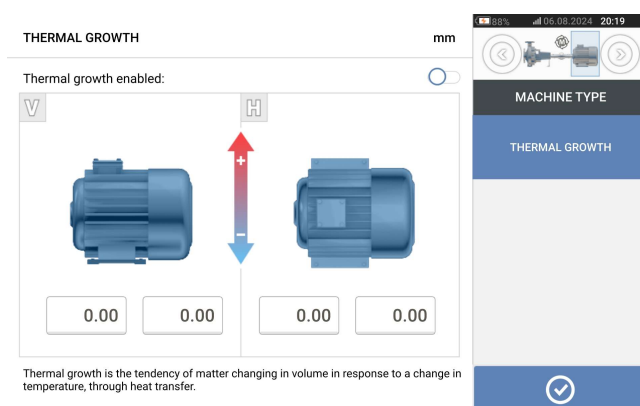 88% 06.08.2024 20:19
THERMAL GROWTH mm
Thermal growth enabled:
V H
+
–
0.00 0.00 0.00 0.00
Thermal growth is the tendency of matter changing in volume in response to a change in
temperature, through heat transfer.
MACHINE TYPE
THERMAL GROWTH